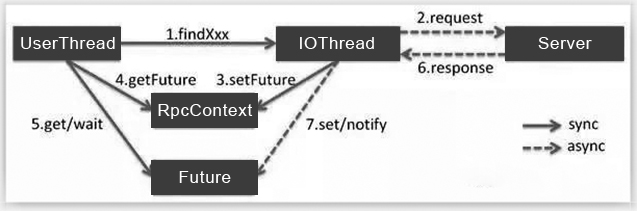 2.request
1.findXxx
UserThread
IOThread
Server
6.response
4.getFuture
3.setFuture
RpcContext
5.get/wait
7.set/notify
sync
async
Future